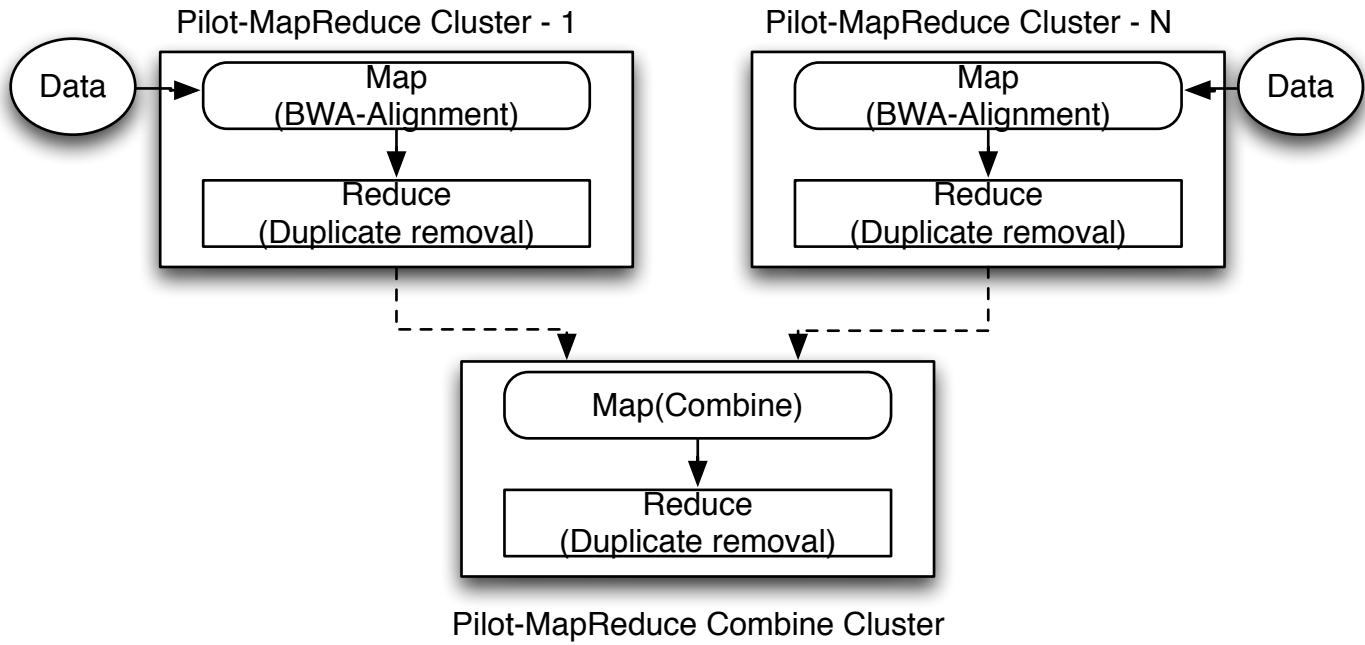 Pilot-MapReduce Cluster - 1
Data
Map
(BWA-Alignment)
Reduce
(Duplicate removal)
Pilot-MapReduce Cluster - N
Map
(BWA-Alignment)
Data
Reduce
(Duplicate removal)
Map(Combine)
Reduce
(Duplicate removal)
Pilot-MapReduce Combine Cluster